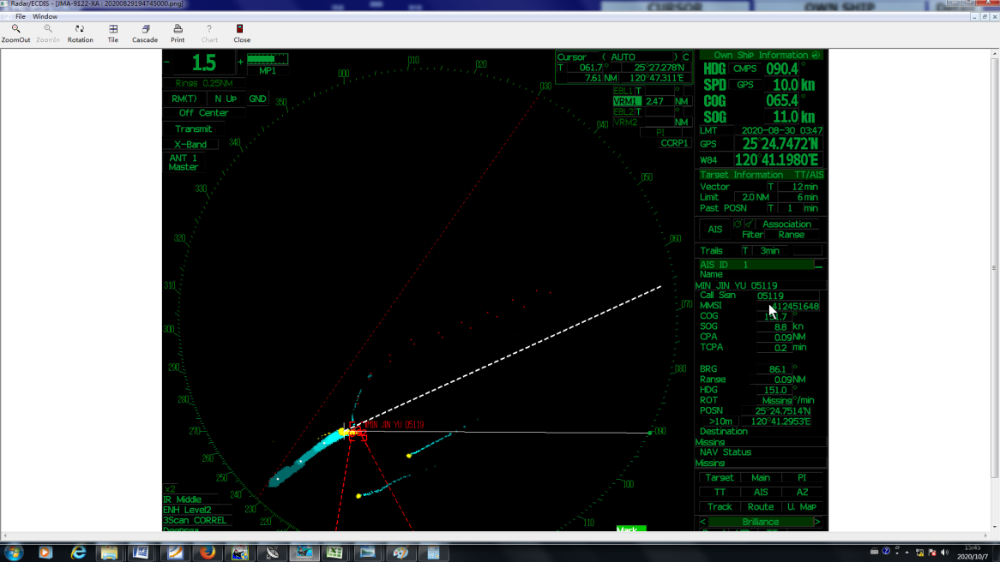 Radar/ECDIS - [JMA-9122-XA : 20200829194745000.png]
File Window
ZoomOut ZoomIn Rotation Tile Cascade Print Chart Close
CURSOR OWN SHIP
- 1.5 + MP1
Rings 0.25NM
RM(T) N Up GND
Off Center
Transmit
X-Band
ANT 1
Master
Cursor ( AUTO ) C
T 061.7 ° 25°27.278'N
7.61 NM 120°47.311'E
EBL1 T °
VRM1 2.47 NM
EBL2 T °
VRM2 NM
PI
CCRP1
000 010 020 030 040 050 060 070 080 090 100 110
350 340 330 320 310 300 290 280 270 260 250 240 230 220
MIN JIN YU 05119
x2
IR Middle
ENH Level2
3Scan CORREL
Deepsea
Mark
Own Ship Information
HDG CMPS 090.4 °
SPD GPS 10.0 kn
COG 065.4 °
SOG 11.0 kn
LMT 2020-08-30 03:47
GPS 25°24.7472'N
W84 120°41.1980'E
Target Information TT/AIS
Vector T 12 min
Limit 2.0 NM 6 min
Past POSN T 1 min
AIS Association
Filter Range
Trails T 3min
AIS ID 1
Name
MIN JIN YU 05119
Call Sign 05119
MMSI 412451648
COG °
SOG 8.8 kn
CPA 0.09NM
TCPA 0.2 min
BRG 86.1 °
Range 0.09NM
HDG 151.0 °
ROT Missing °/min
POSN 25°24.7514'N
>10m 120°41.2953'E
Destination
Missing
NAV Status
Missing
Target Main PI
TT AIS AZ
Track Route U. Map
< Brilliance >
15:45
2020/10/7